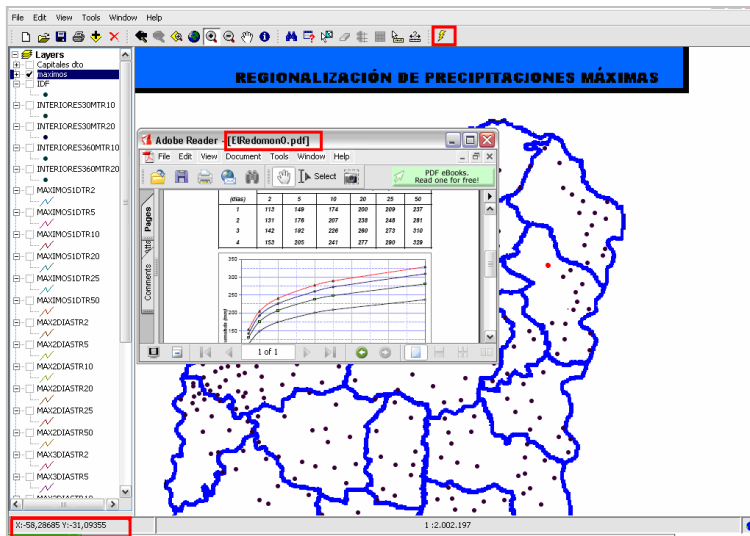 File Edit View Tools Window Help
Layers
Capitales dto
maximos
IDF
INTERIORES30MTR10
INTERIORES30MTR20
INTERIORES360MTR10
INTERIORES360MTR20
MAXIMOS1DTR2
MAXIMOS1DTR5
MAXIMOS1DTR10
MAXIMOS1DTR20
MAXIMOS1DTR25
MAXIMOS1DTR50
MAX2DIASTR2
MAX2DIASTR5
MAX2DIASTR10
MAX2DIASTR20
MAX2DIASTR25
MAX2DIASTR50
MAX3DIASTR2
MAX3DIASTR5
MAX3DIASTR10
REGIONALIZACIÓN DE PRECIPITACIONES MÁXIMAS
Adobe Reader - [ElRedomon0.pdf]
File Edit View Document Tools Window Help
Select
PDF eBooks.
Read one for free!
Pages
Comments
(días) 2 5 10 20 25 50
1 113 149 174 200 209 237
2 131 176 207 238 248 281
3 142 192 226 260 273 310
4 153 205 241 277 290 329
350
300
250
200
150
1 of 1
X:-58,28685 Y:-31,09355
1 :2.002.197